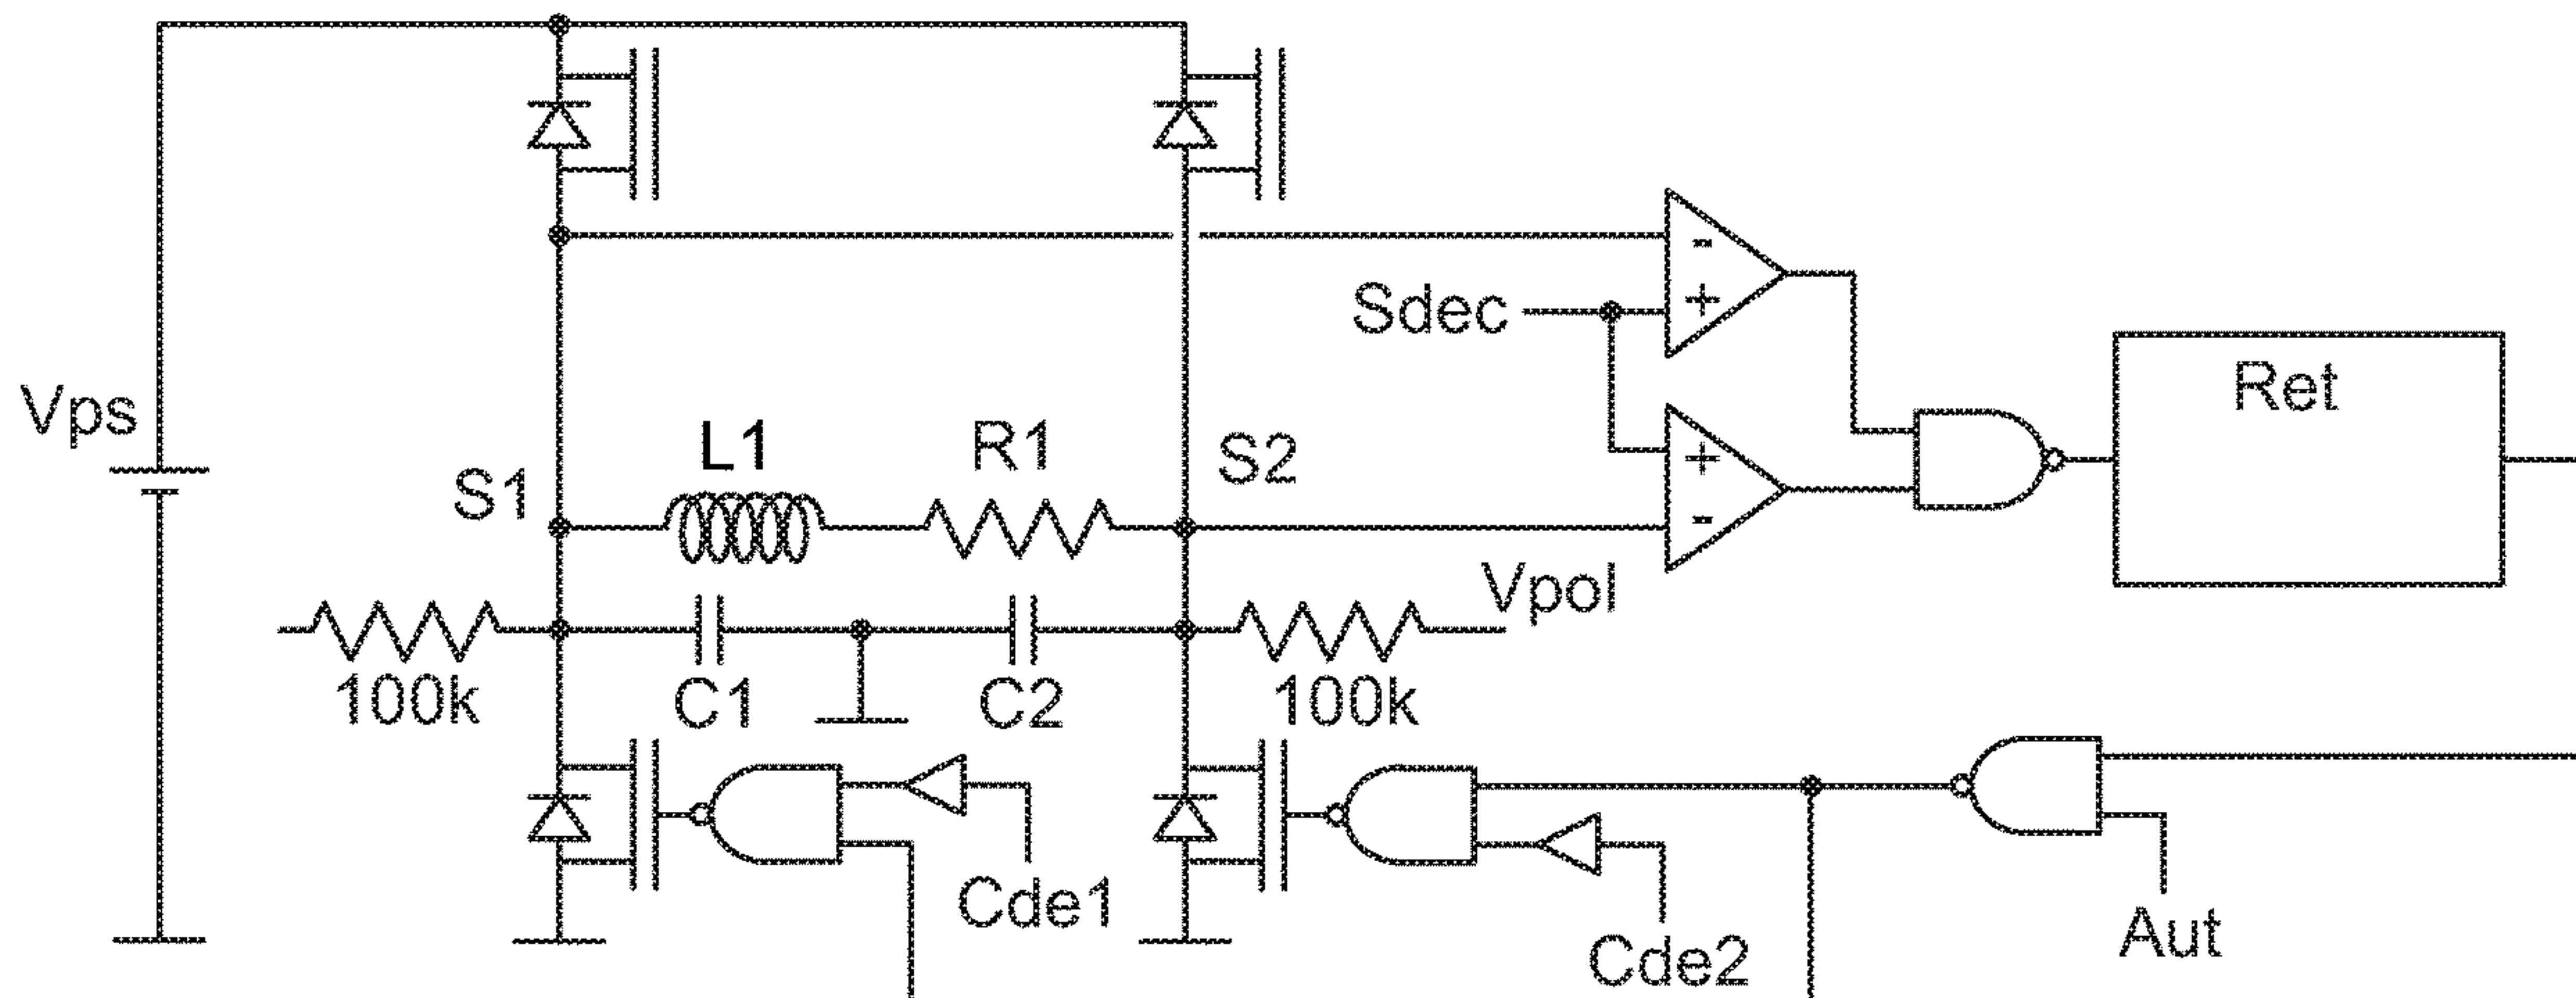 Sdec
Ret
Vps
L1
R1
S1
S2
-
+
+
-
Vpol
100k
C1
C2
100k
Cde1
Cde2
Aut